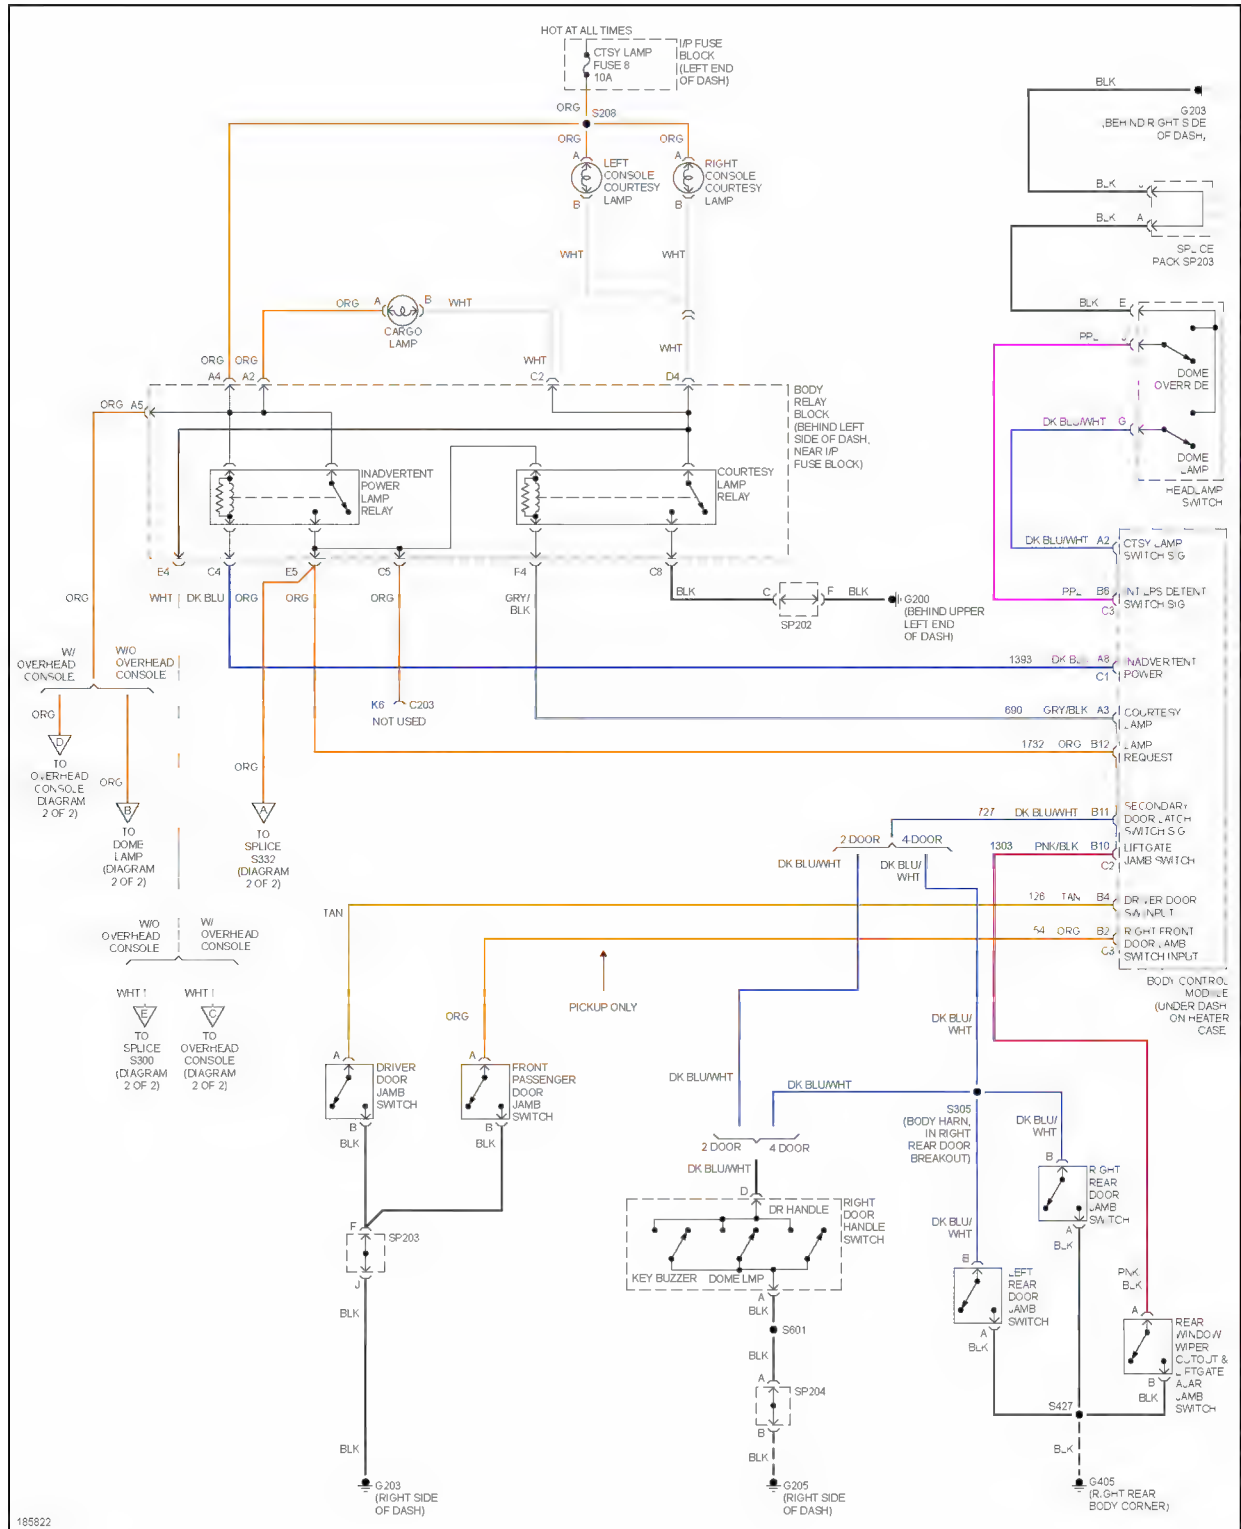 HOT AT ALL TIMES
CTSY LAMP
FUSE 8
10A
I/P FUSE
BLOCK
(LEFT END
OF DASH)
ORG
S208
ORG
ORG
A
LEFT
CONSOLE
COURTESY
LAMP
B
A
RIGHT
CONSOLE
COURTESY
LAMP
B
WHT
WHT
BLK
G203
(BEHIND RIGHT SIDE
OF DASH)
BLK
J
BLK
A
SPLICE
PACK SP203
ORG
A
B
WHT
CARGO
LAMP
BLK
E
PPL
J
DOME
OVERRIDE
DK BLU/WHT
G
DOME
LAMP
HEADLAMP
SWITCH
ORG
ORG
WHT
WHT
A4
A2
C2
D4
ORG
A5
BODY
RELAY
BLOCK
(BEHIND LEFT
SIDE OF DASH,
NEAR I/P
FUSE BLOCK)
INADVERTENT
POWER
LAMP
RELAY
COURTESY
LAMP
RELAY
E4
C4
E5
C5
F4
C8
ORG
WHT
DK BLU
ORG
ORG
ORG
GRY/
BLK
BLK
C
F
BLK
SP202
G200
(BEHIND UPPER
LEFT END
OF DASH)
DK BLU/WHT
A2
CTSY LAMP
SWITCH SIG
PPL
B6
C3
INT LPS DETENT
SWITCH SIG
1393
DK BLU
A8
C1
INADVERTENT
POWER
690
GRY/BLK
A3
COURTESY
LAMP
1732
ORG
B12
LAMP
REQUEST
W/
OVERHEAD
CONSOLE
W/O
OVERHEAD
CONSOLE
K6
C203
NOT USED
ORG
D
TO
OVERHEAD
CONSOLE
DIAGRAM
2 OF 2)
ORG
B
TO
DOME
LAMP
(DIAGRAM
2 OF 2)
ORG
A
TO
SPLICE
S332
(DIAGRAM
2 OF 2)
727
DK BLU/WHT
B11
SECONDARY
DOOR LATCH
SWITCH SIG
2 DOOR
4 DOOR
DK BLU/WHT
DK BLU/
WHT
1303
PNK/BLK
B10
C2
LIFTGATE
JAMB SWITCH
126
TAN
B4
DRIVER DOOR
SW INPUT
54
ORG
B2
C3
RIGHT FRONT
DOOR JAMB
SWITCH INPUT
BODY CONTROL
MODULE
(UNDER DASH
ON HEATER
CASE
TAN
PICKUP ONLY
ORG
W/O
OVERHEAD
CONSOLE
W/
OVERHEAD
CONSOLE
WHT
WHT
E
TO
SPLICE
S300
(DIAGRAM
2 OF 2)
C
TO
OVERHEAD
CONSOLE
(DIAGRAM
2 OF 2)
A
DRIVER
DOOR
JAMB
SWITCH
B
BLK
A
FRONT
PASSENGER
DOOR
JAMB
SWITCH
B
BLK
DK BLU/
WHT
DK BLU/WHT
DK BLU/WHT
S305
(BODY HARN,
IN RIGHT
REAR DOOR
BREAKOUT)
2 DOOR
4 DOOR
DK BLU/WHT
D
DR HANDLE
KEY BUZZER
DOME LMP
RIGHT
DOOR
HANDLE
SWITCH
A
BLK
S601
BLK
A
SP204
B
BLK
G205
(RIGHT SIDE
OF DASH)
DK BLU/
WHT
B
RIGHT
REAR
DOOR
JAMB
SWITCH
A
BLK
DK BLU/
WHT
B
LEFT
REAR
DOOR
JAMB
SWITCH
A
BLK
PNK
BLK
A
REAR
WINDOW
WIPER
CUTOUT &
LIFTGATE
AJAR
JAMB
SWITCH
B
BLK
S427
BLK
G405
(RIGHT REAR
BODY CORNER)
F
SP203
J
BLK
BLK
G203
(RIGHT SIDE
OF DASH)
185822